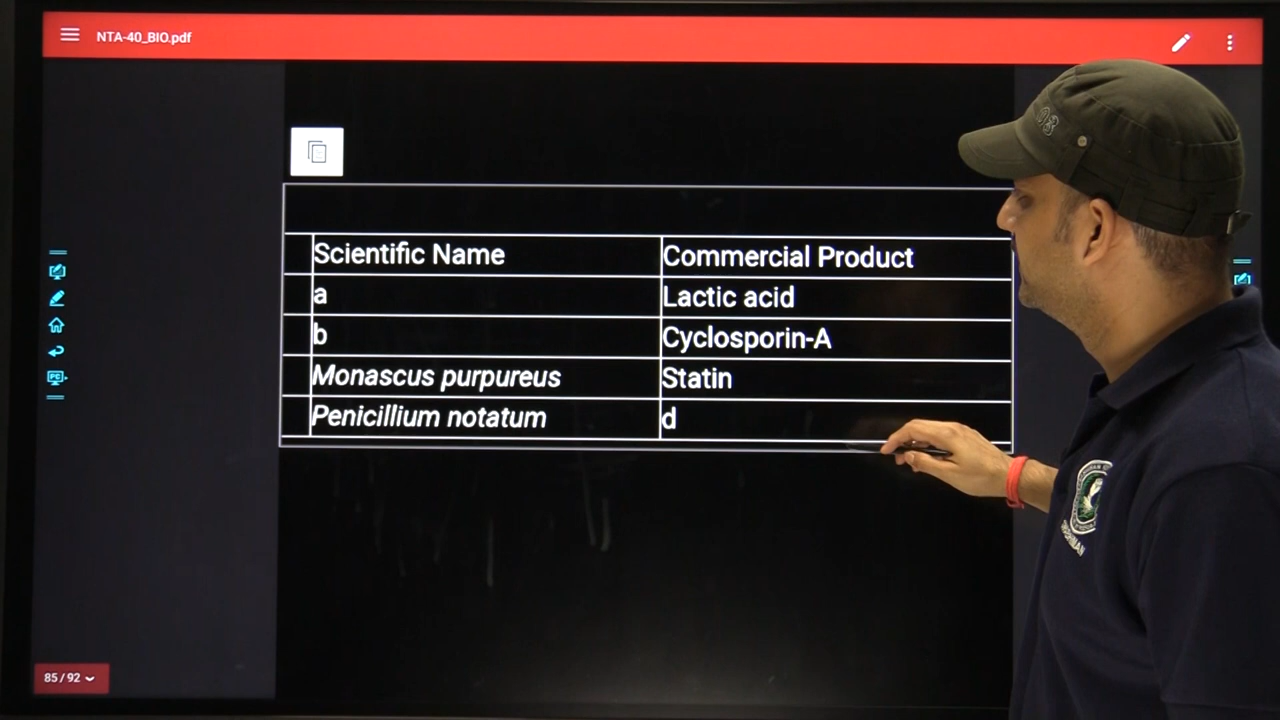 NTA-40_BIO.pdf
Scientific Name Commercial Product
a Lactic acid
b Cyclosporin-A
Monascus purpureus Statin
Penicillium notatum d
85 / 92